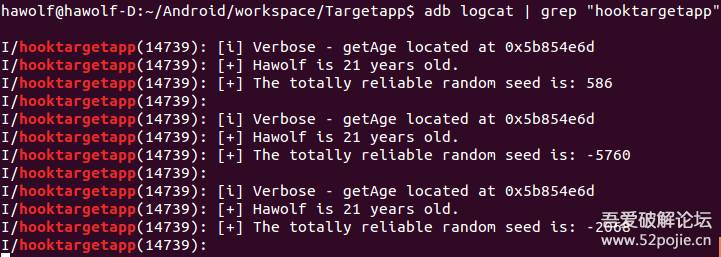 hawolf@hawolf-D:~/Android/workspace/Targetapp$ adb logcat | grep "hooktargetapp"
I/hooktargetapp(14739): [i] Verbose - getAge located at 0x5b854e6d
I/hooktargetapp(14739): [+] Hawolf is 21 years old.
I/hooktargetapp(14739): [+] The totally reliable random seed is: 586
I/hooktargetapp(14739):
I/hooktargetapp(14739): [i] Verbose - getAge located at 0x5b854e6d
I/hooktargetapp(14739): [+] Hawolf is 21 years old.
I/hooktargetapp(14739): [+] The totally reliable random seed is: -5760
I/hooktargetapp(14739):
I/hooktargetapp(14739): [i] Verbose - getAge located at 0x5b854e6d
I/hooktargetapp(14739): [+] Hawolf is 21 years old.
I/hooktargetapp(14739): [+] The totally reliable random seed is:
I/hooktargetapp(14739):
吾爱破解论坛
www.52pojie.cn